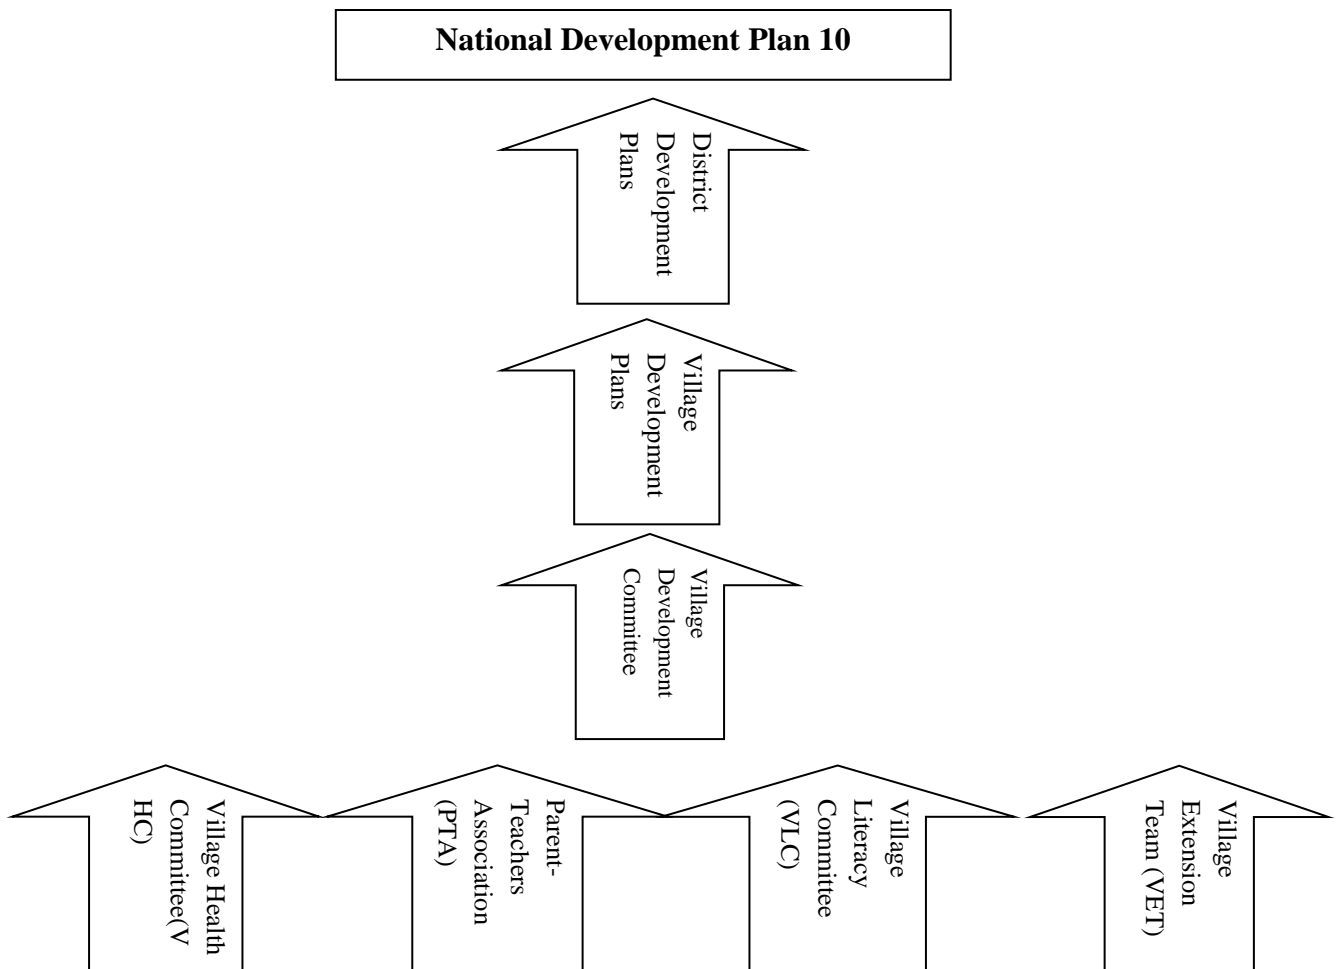 National Development Plan 10
District
Development
Plans
Village
Development
Plans
Village
Development
Committee
Village Health
Committee(V
HC)
Parent-
Teachers
Association
(PTA)
Village
Literacy
Committee
(VLC)
Village
Extension
Team (VET)